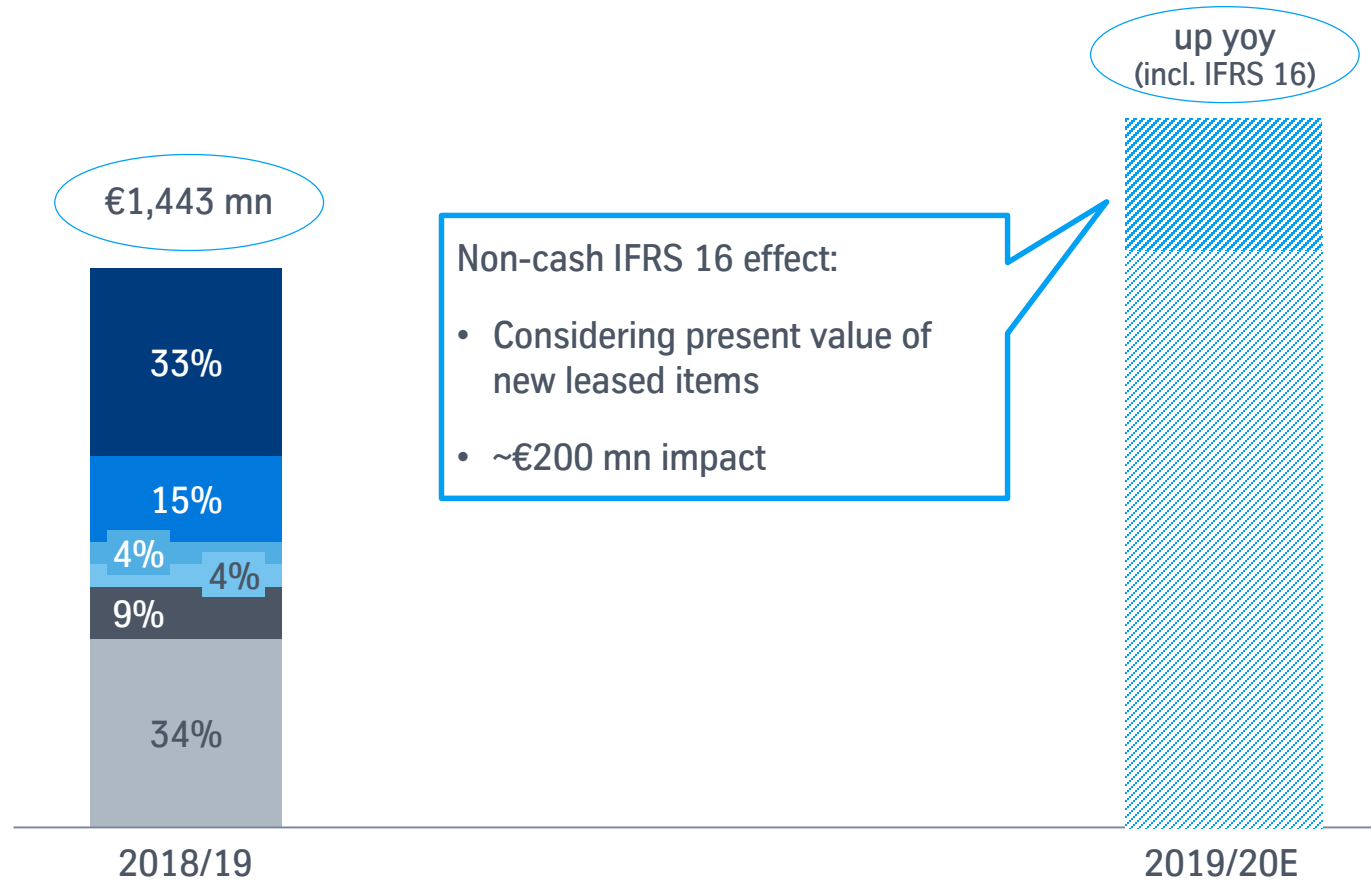 up yoy
(incl. IFRS 16)
€1,443 mn
Non-cash IFRS 16 effect:
• Considering present value of
new leased items
• ~€200 mn impact
33%
15%
4%
4%
9%
34%
2018/19
2019/20E